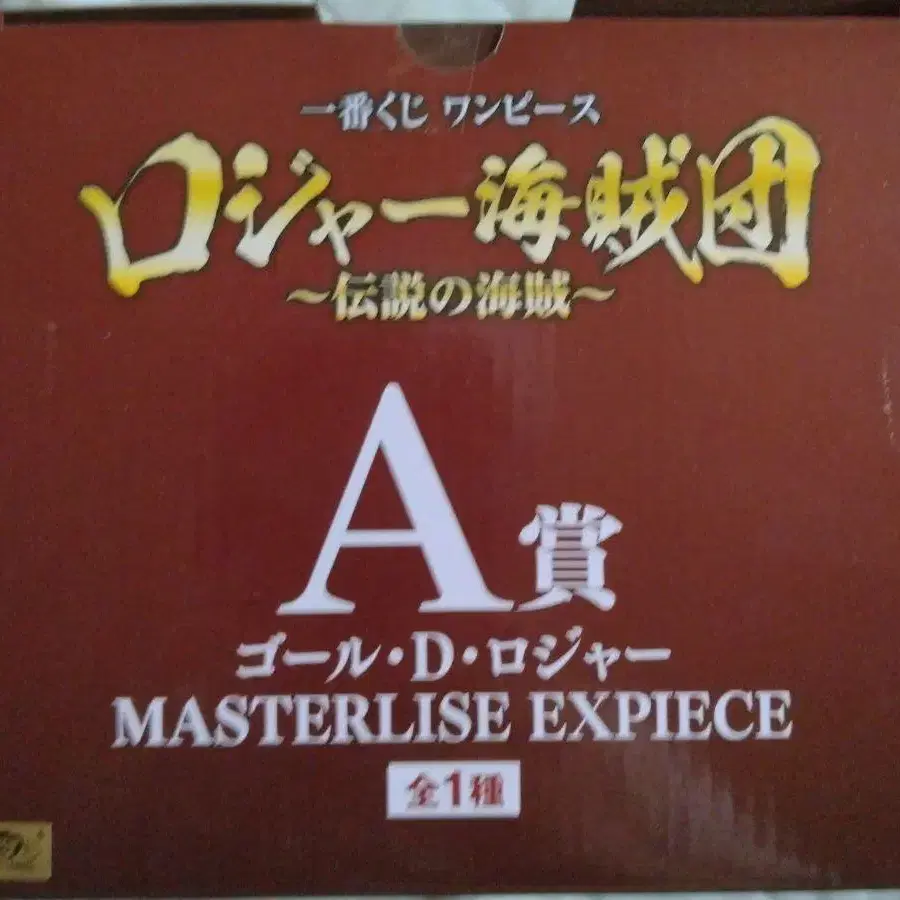 一番くじ ワンピース
ロジャー海賊団
～伝説の海賊～
A賞
ゴール・D・ロジャー
MASTERLISE EXPIECE
全1種